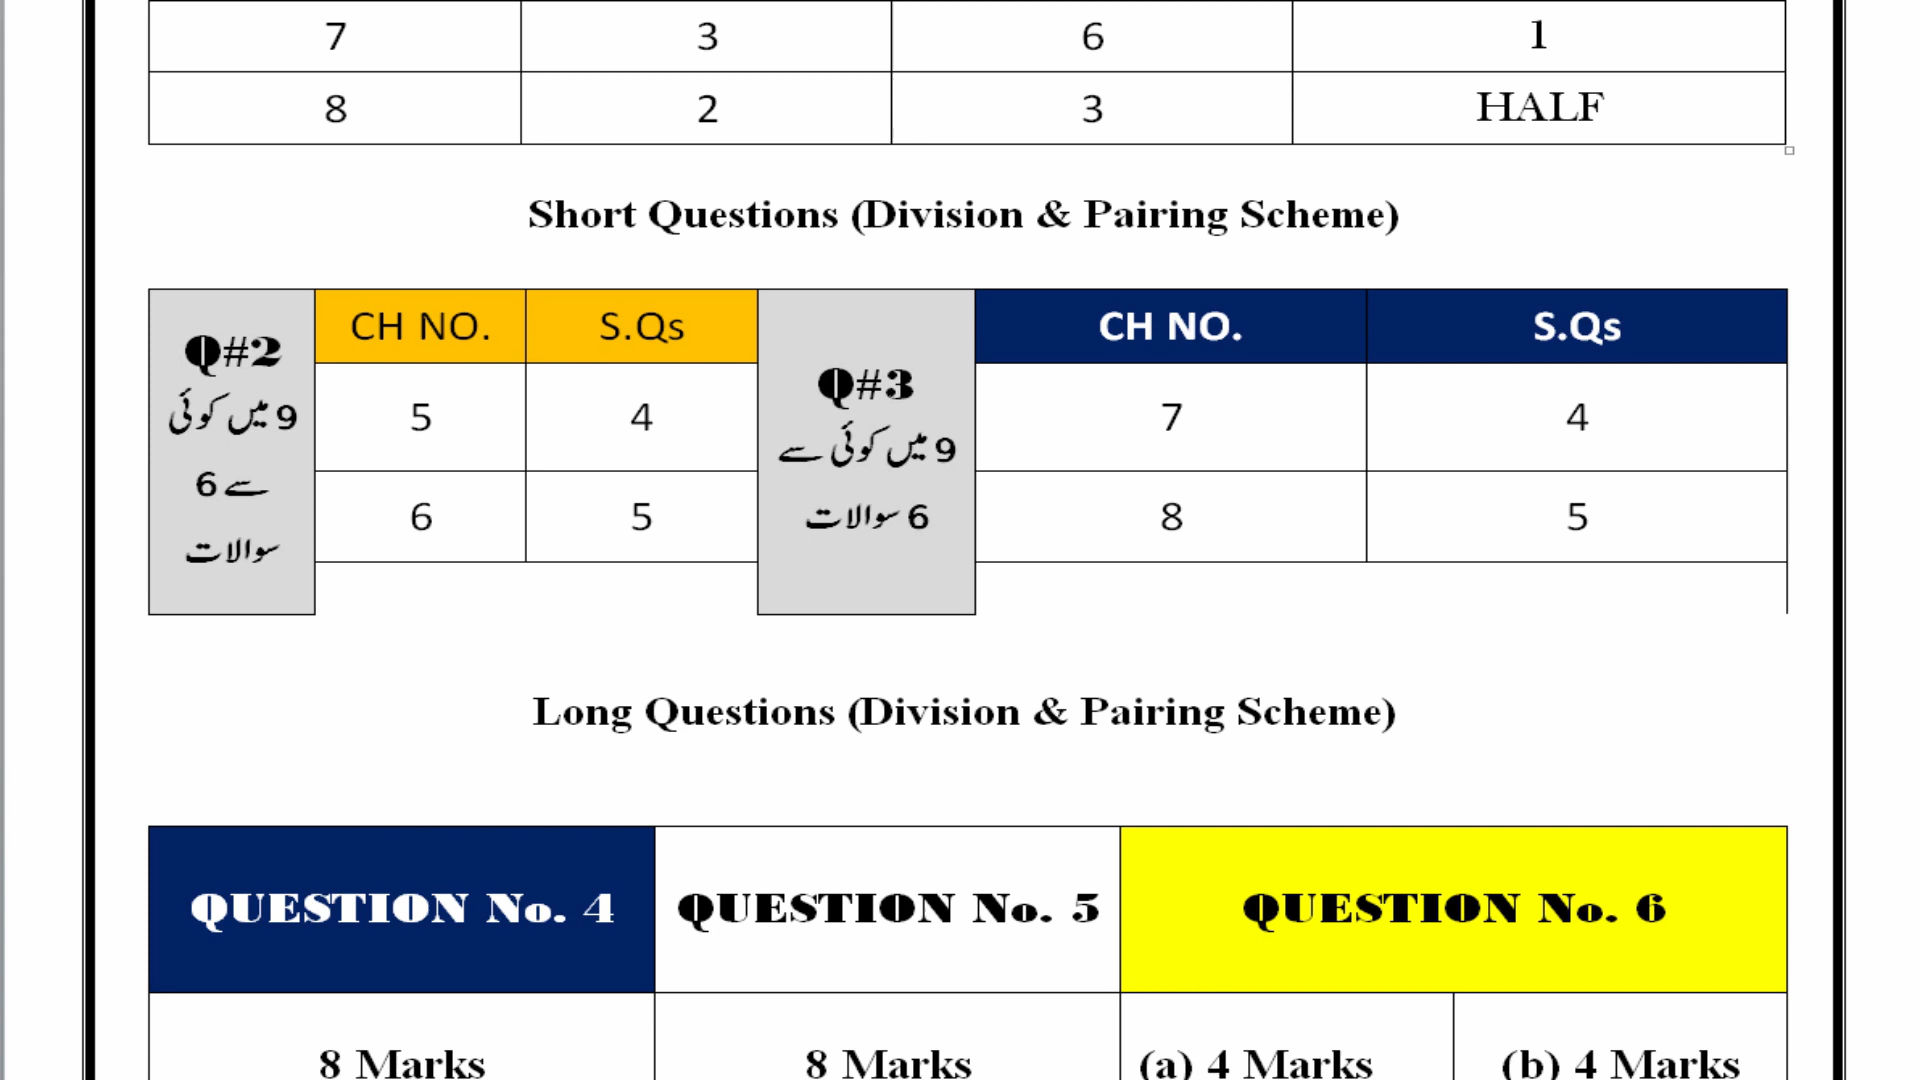 7 3 6 1
8 2 3 HALF
Short Questions (Division & Pairing Scheme)
Q#2
9 میں کوئی
سے 6
سوالات
CH NO. S.Qs
5 4
6 5
Q#3
9 میں کوئی سے
6 سوالات
CH NO. S.Qs
7 4
8 5
Long Questions (Division & Pairing Scheme)
QUESTION No. 4 QUESTION No. 5 QUESTION No. 6
8 Marks 8 Marks (a) 4 Marks (b) 4 Marks